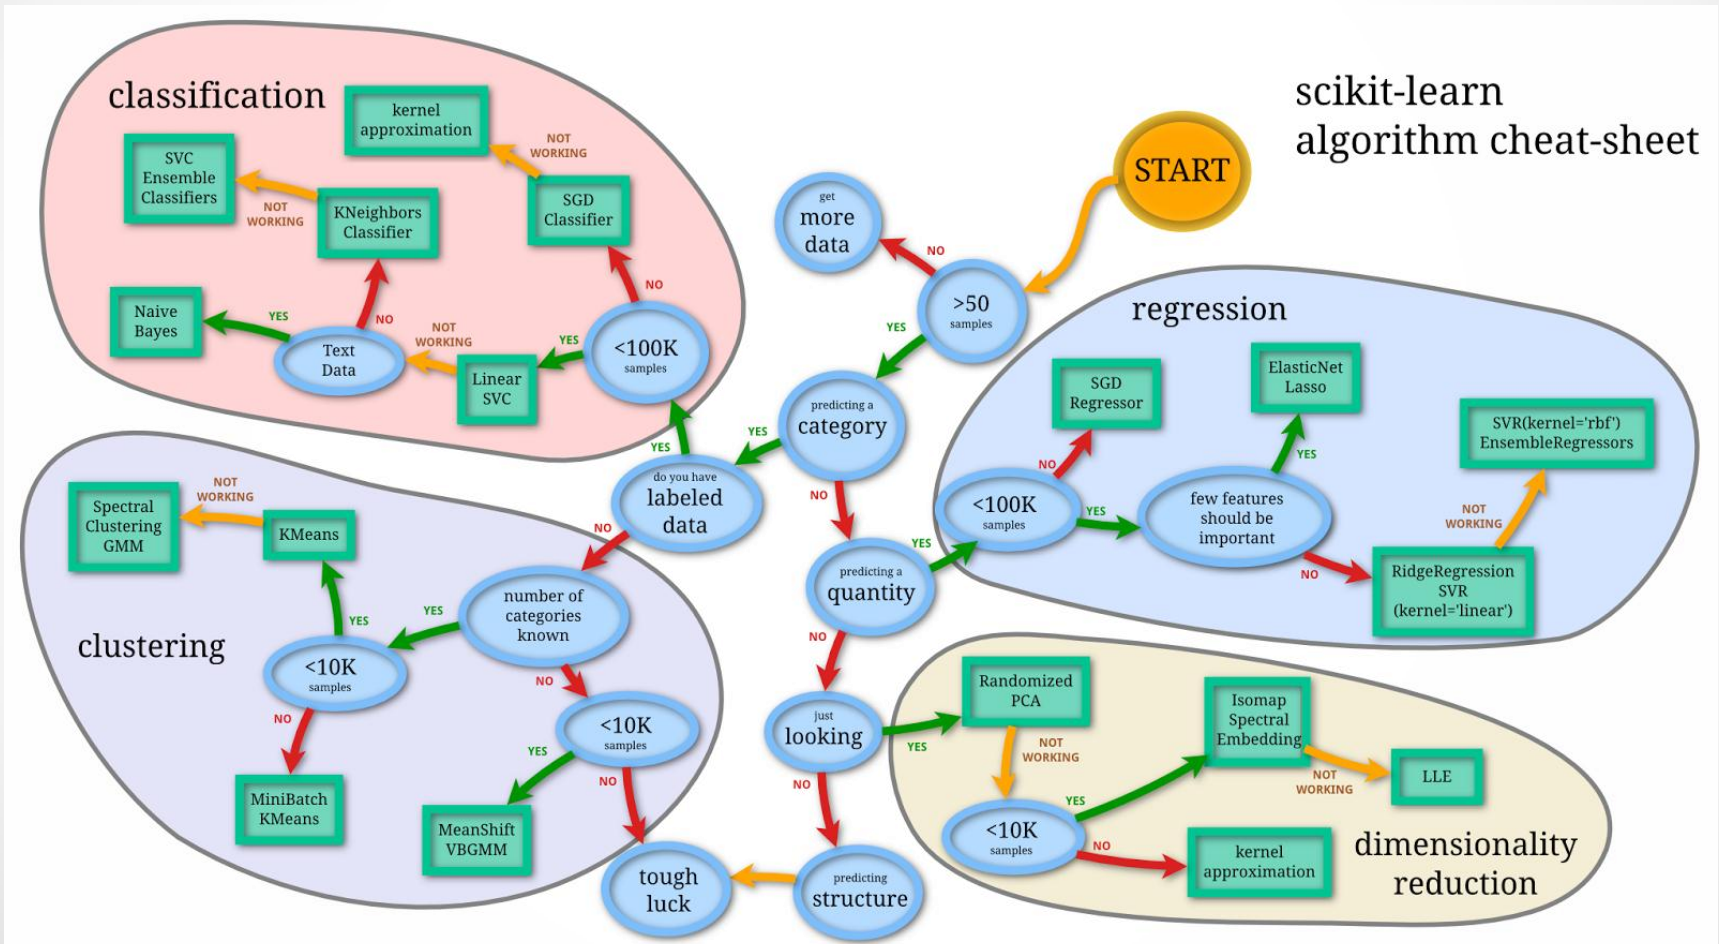 scikit-learn
algorithm cheat-sheet
START
>50
samples
NO
get
more
data
YES
predicting a
category
YES
do you have
labeled
data
YES
classification
<100K
samples
NO
SGD
Classifier
NOT
WORKING
kernel
approximation
YES
Linear
SVC
NOT
WORKING
Text
Data
YES
Naive
Bayes
NO
KNeighbors
Classifier
NOT
WORKING
SVC
Ensemble
Classifiers
NO
clustering
number of
categories
known
YES
<10K
samples
YES
KMeans
NOT
WORKING
Spectral
Clustering
GMM
NO
MiniBatch
KMeans
NO
<10K
samples
YES
MeanShift
VBGMM
NO
tough
luck
NO
predicting a
quantity
YES
regression
<100K
samples
NO
SGD
Regressor
YES
few features
should be
important
YES
ElasticNet
Lasso
NO
RidgeRegression
SVR
(kernel='linear')
NOT
WORKING
SVR(kernel='rbf')
EnsembleRegressors
NO
just
looking
YES
dimensionality
reduction
Randomized
PCA
NOT
WORKING
<10K
samples
YES
Isomap
Spectral
Embedding
NOT
WORKING
LLE
NO
kernel
approximation
NO
predicting
structure